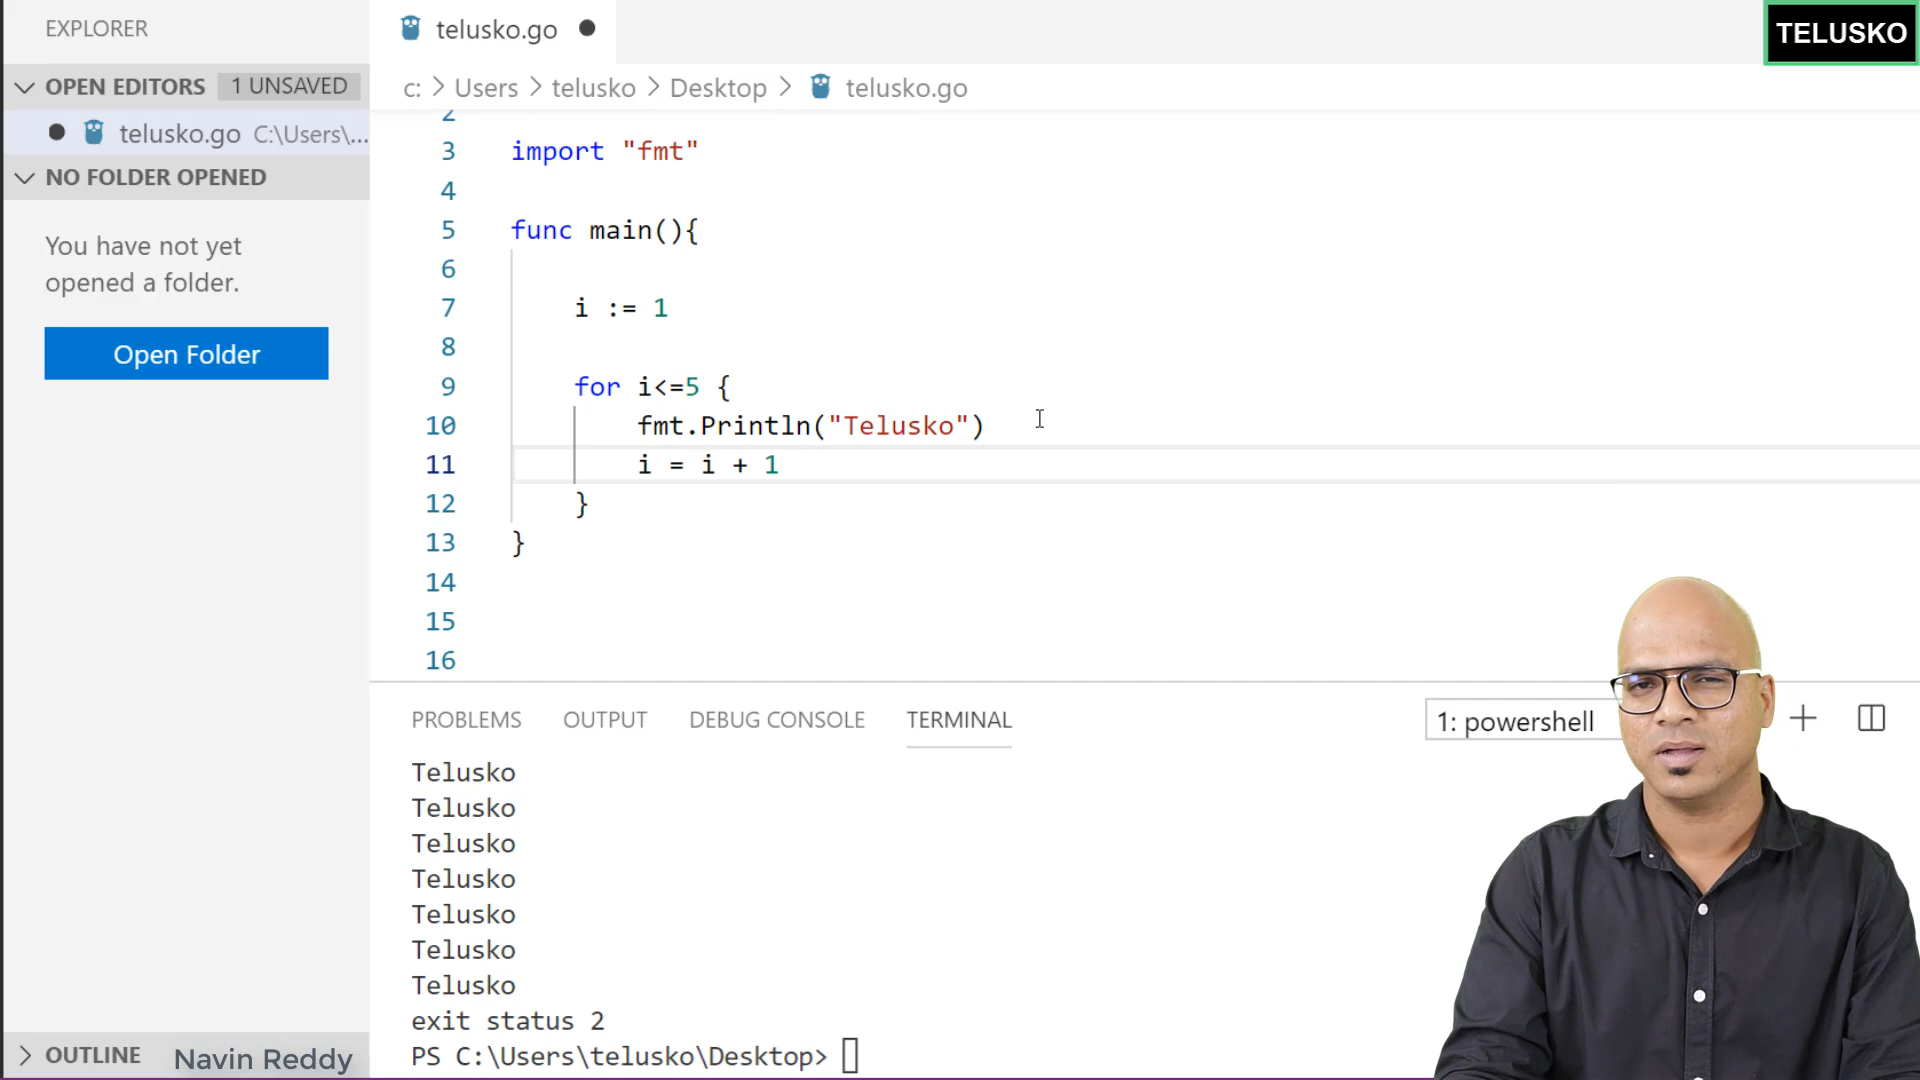 EXPLORER
telusko.go
TELUSKO
OPEN EDITORS 1 UNSAVED
c: > Users > telusko > Desktop > telusko.go
telusko.go C:\Users\...
NO FOLDER OPENED
You have not yet
opened a folder.
Open Folder
2
3 import "fmt"
4
5 func main(){
6
7 i := 1
8
9 for i<=5 {
10 fmt.Println("Telusko")
11 i = i + 1
12 }
13 }
14
15
16
PROBLEMS OUTPUT DEBUG CONSOLE TERMINAL
1: powershell
Telusko
Telusko
Telusko
Telusko
Telusko
Telusko
Telusko
exit status 2
PS C:\Users\telusko\Desktop>
OUTLINE
Navin Reddy